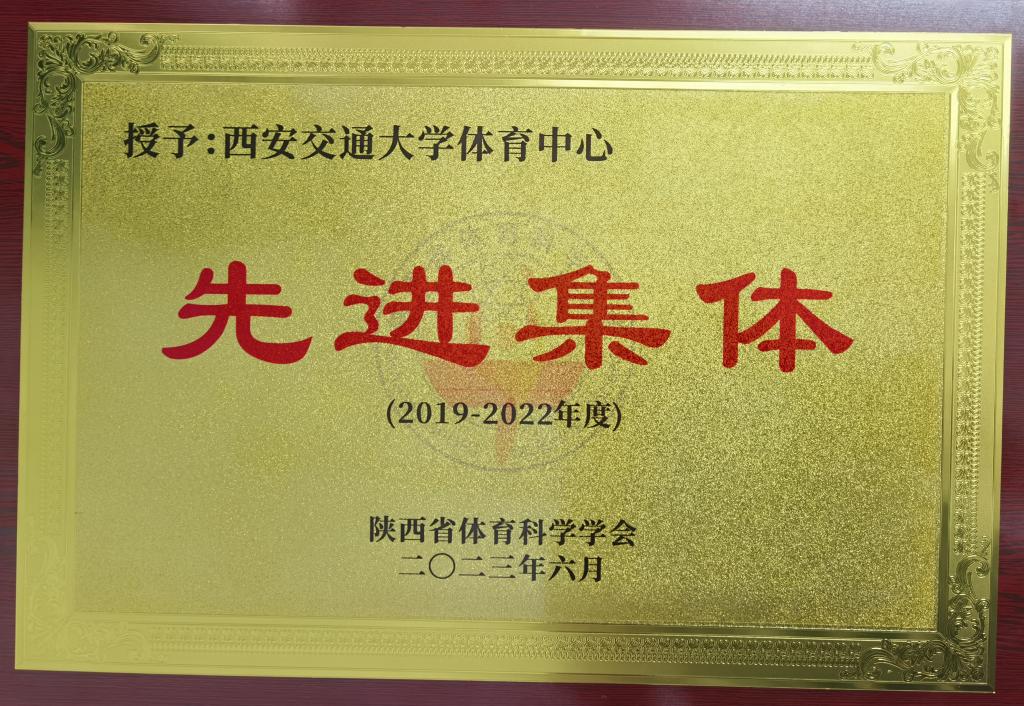 授予:西安交通大学体育中心
先进集体
(2019-2022年度)
陕西省体育科学学会
二〇二三年六月